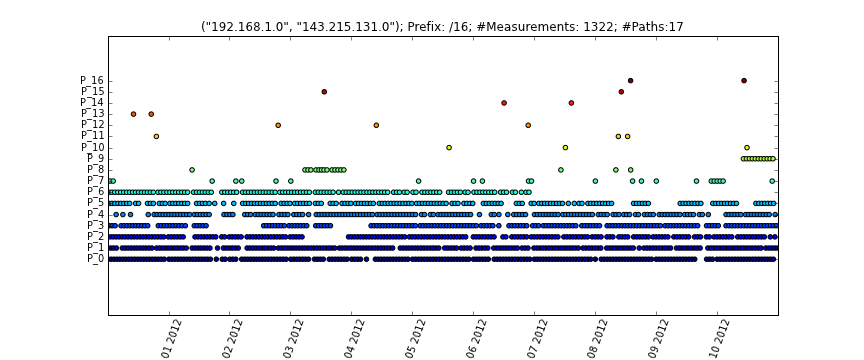 ("192.168.1.0", "143.215.131.0"); Prefix: /16; #Measurements: 1322; #Paths:17
P_16
P_15
P_14
P_13
P_12
P_11
P_10
P_9
P_8
P_7
P_6
P_5
P_4
P_3
P_2
P_1
P_0
01 2012
02 2012
03 2012
04 2012
05 2012
06 2012
07 2012
08 2012
09 2012
10 2012